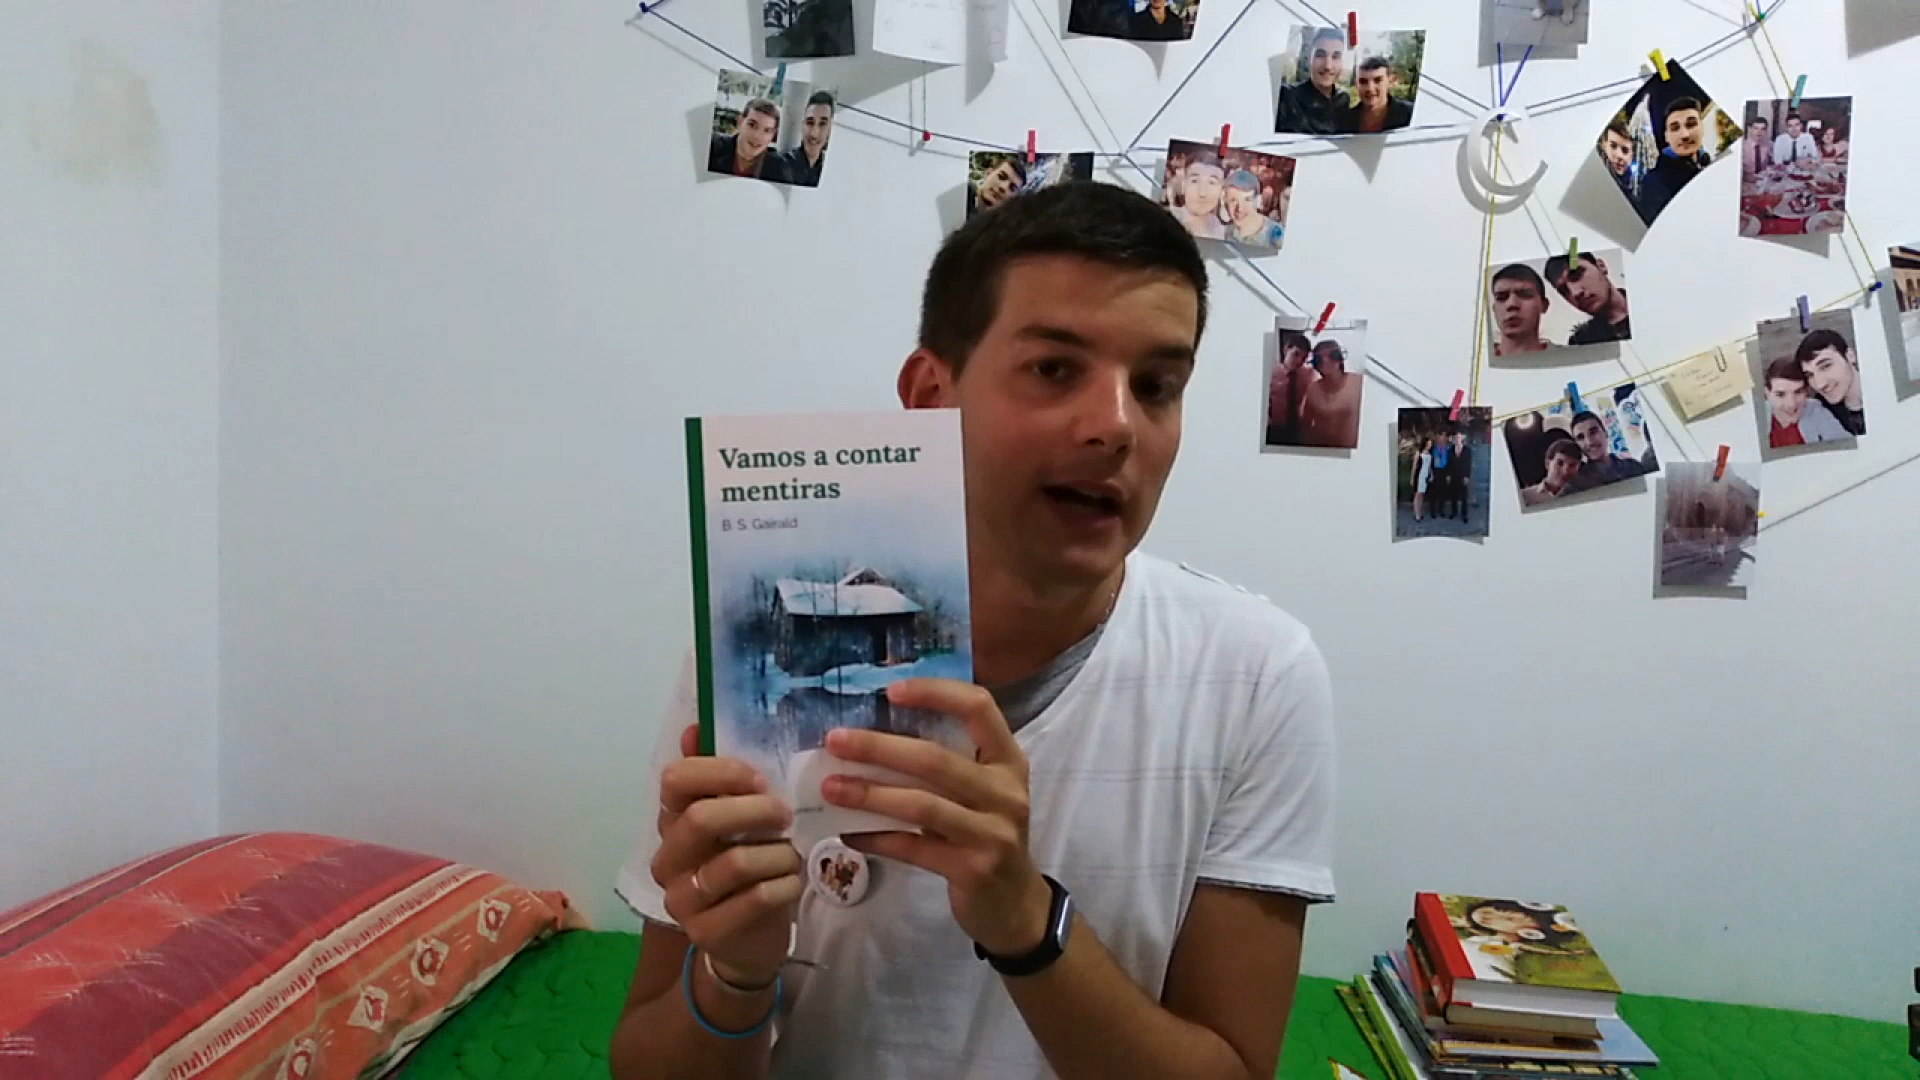 Vamos a contar
mentiras
B. S. Gairald